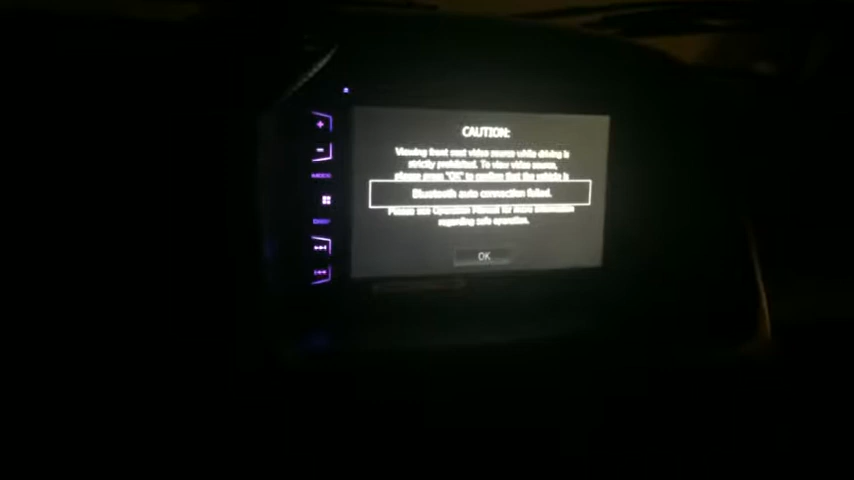 +
−
MODE
DISP
CAUTION:
Viewing front seat video source while driving is
strictly prohibited. To view video source,
please press "OK" to confirm that the vehicle is
Bluetooth auto connection failed.
Please see Operation Manual for more information
regarding safe operation.
OK